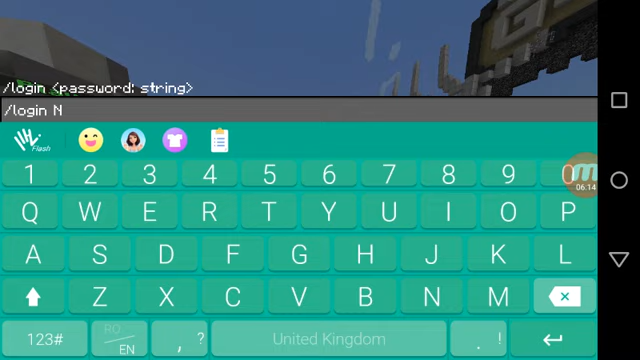 /login <password: string>
/login N
Flash
1 2 3 4 5 6 7 8 9 0
06:14
Q W E R T Y U I O P
A S D F G H J K L
Z X C V B N M
123# RO EN , ? United Kingdom . !